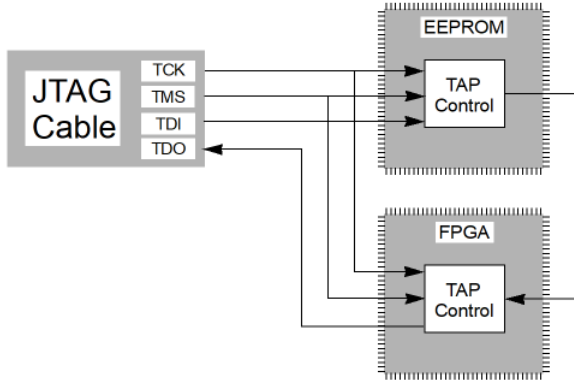 JTAG
Cable
TCK
TMS
TDI
TDO
EEPROM
TAP
Control
FPGA
TAP
Control